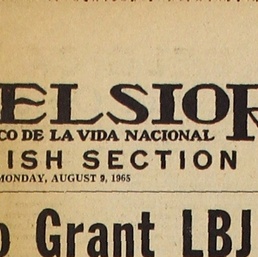 ELSIOR
CO DE LA VIDA NACIONAL
ISH SECTION
MONDAY, AUGUST 9, 1965
o Grant LBJ